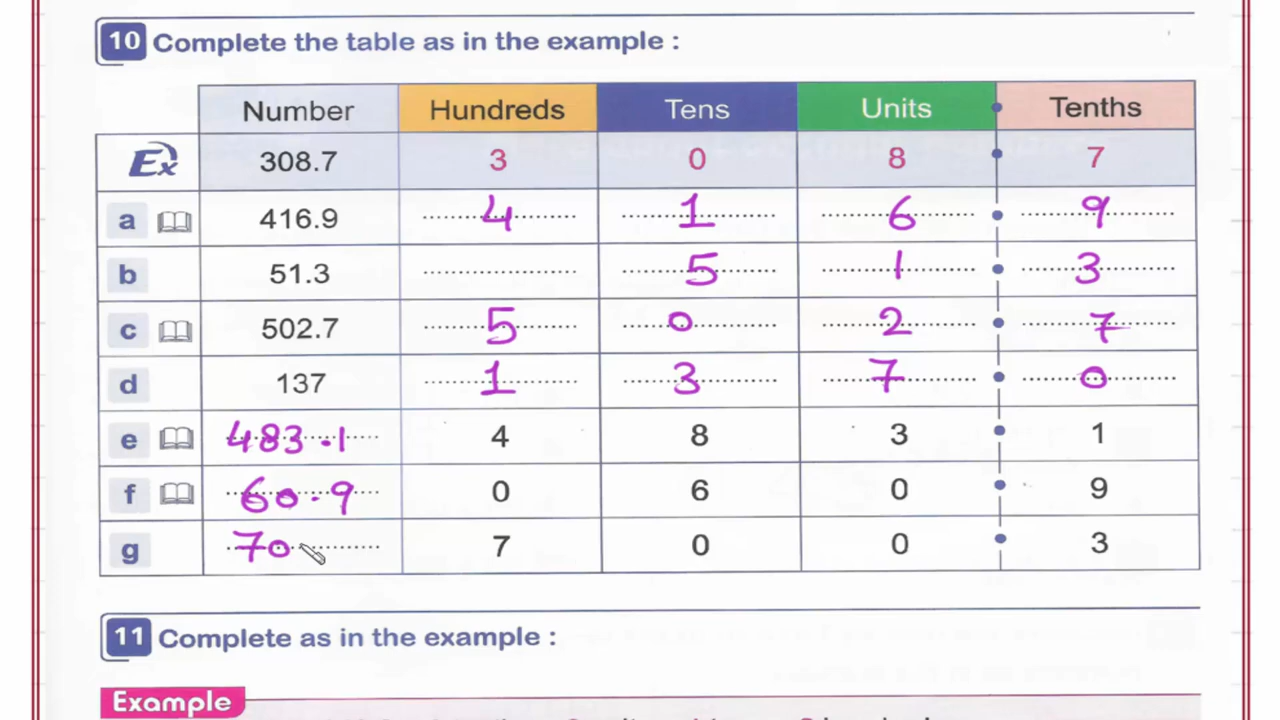 10 Complete the table as in the example :
Number Hundreds Tens Units Tenths
Ex 308.7 3 0 8 7
a 416.9 4 1 6 9
b 51.3 5 1 3
c 502.7 5 0 2 7
d 137 1 3 7 0
e 483.1 4 8 3 1
f 60.9 0 6 0 9
g 70 7 0 0 3
11 Complete as in the example :
Example